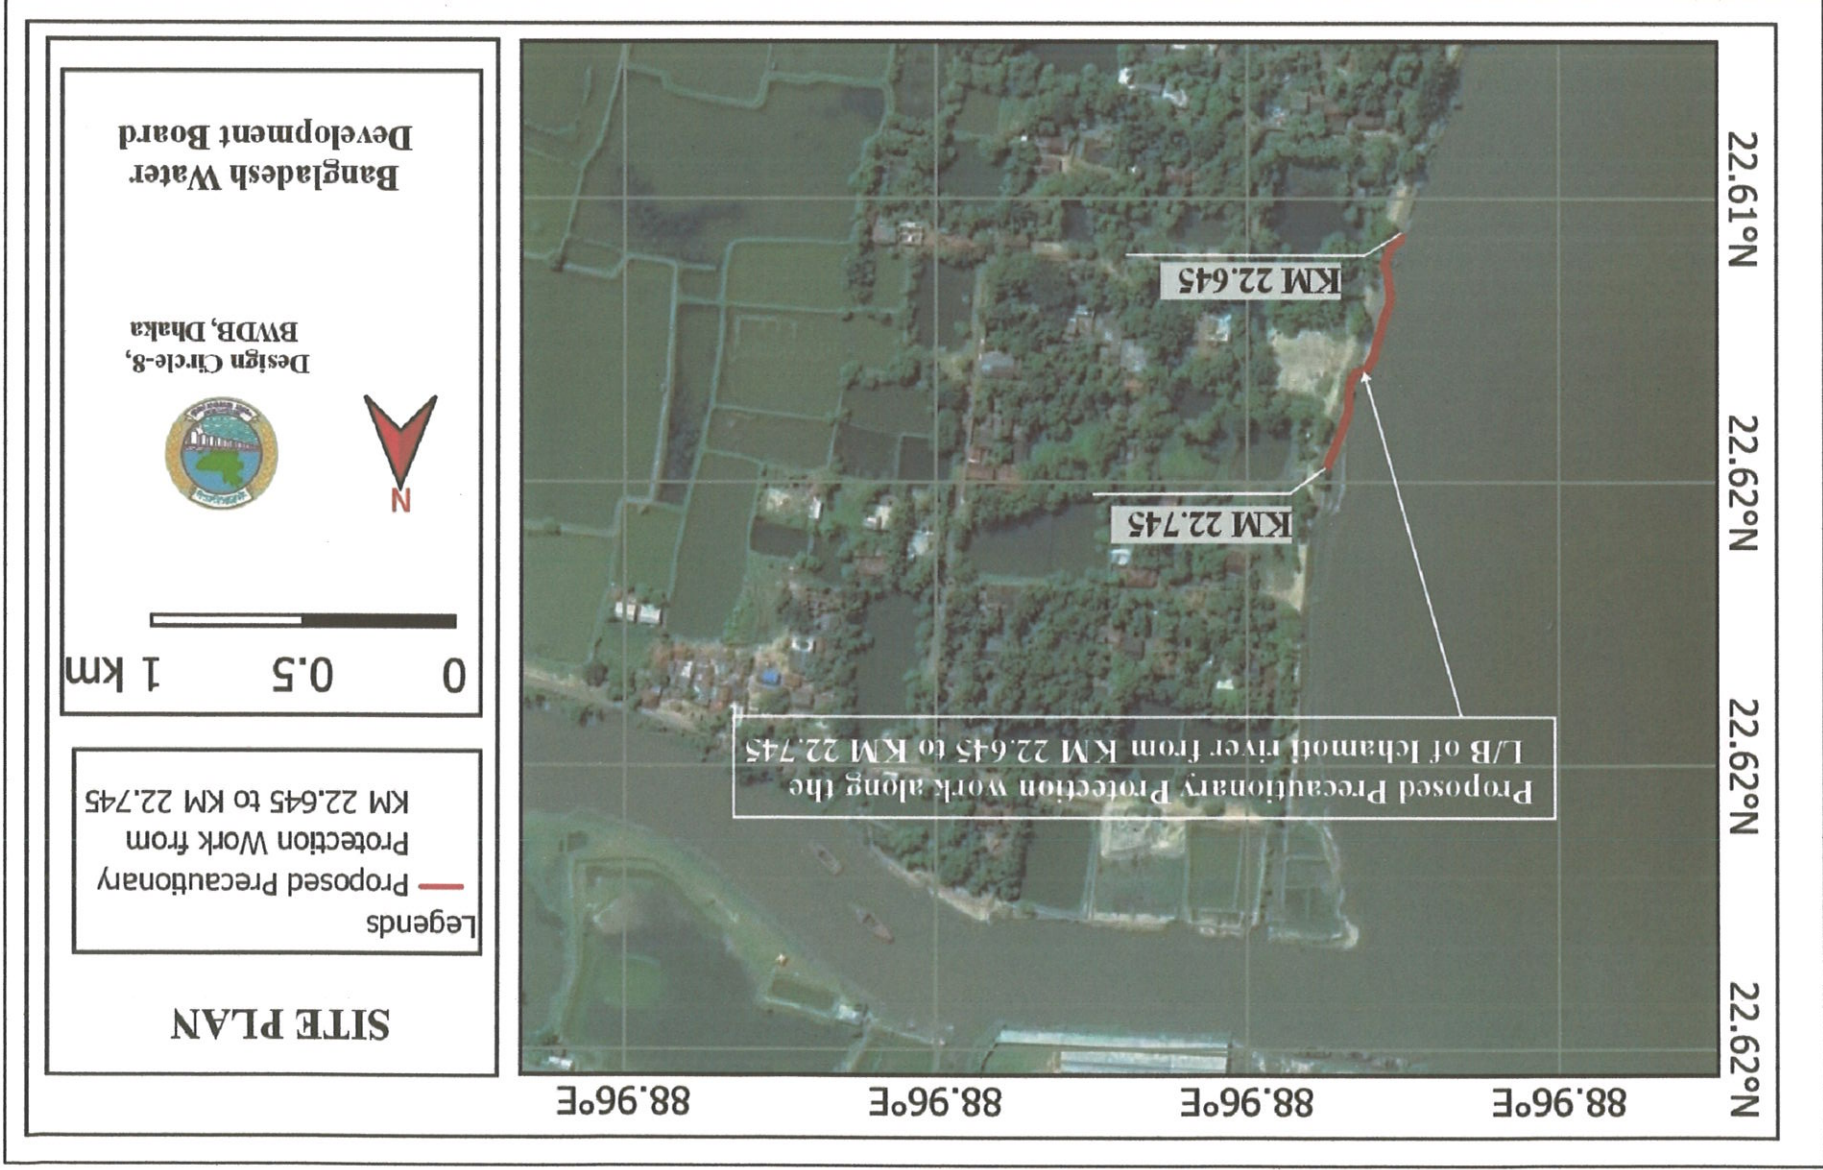 88.96°E
88.96°E
88.96°E
88.96°E
22.62°N
22.62°N
22.62°N
22.61°N
Proposed Precautionary Protection work along the
L/B of Ichamoti river from KM 22.645 to KM 22.745
KM 22.745
KM 22.645
SITE PLAN
Legends
Proposed Precautionary
Protection Work from
KM 22.645 to KM 22.745
0 0.5 1 km
N
Design Circle-8,
BWDB, Dhaka
Bangladesh Water
Development Board